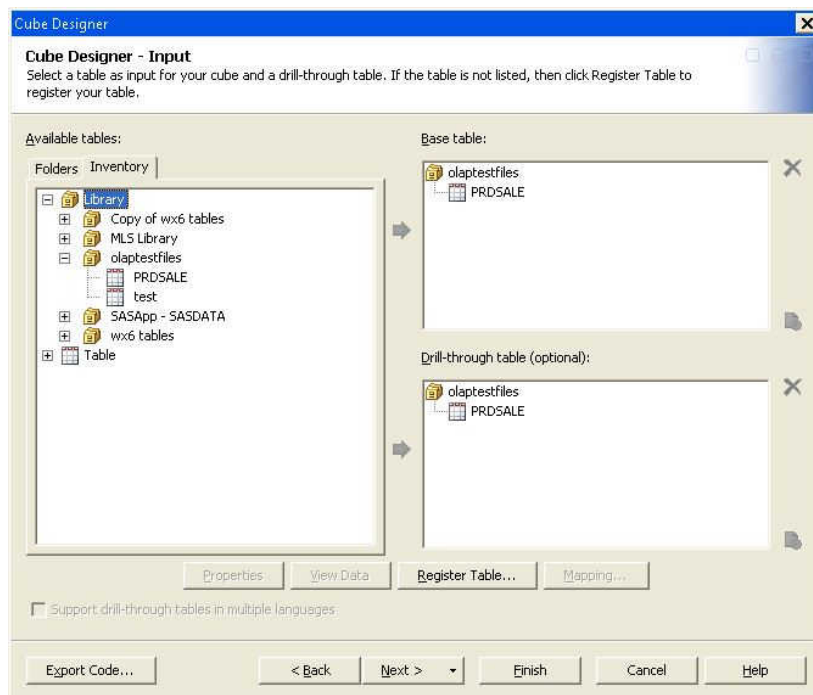 Cube Designer
Cube Designer - Input
Select a table as input for your cube and a drill-through table. If the table is not listed, then click Register Table to
register your table.
Available tables:
Folders Inventory
Library
Copy of wx6 tables
MLS Library
olaptestfiles
PRDSALE
test
SASApp - SASDATA
wx6 tables
Table
Base table:
olaptestfiles
PRDSALE
Drill-through table (optional):
olaptestfiles
PRDSALE
Properties View Data Register Table... Mapping...
Support drill-through tables in multiple languages
Export Code... < Back Next > Finish Cancel Help